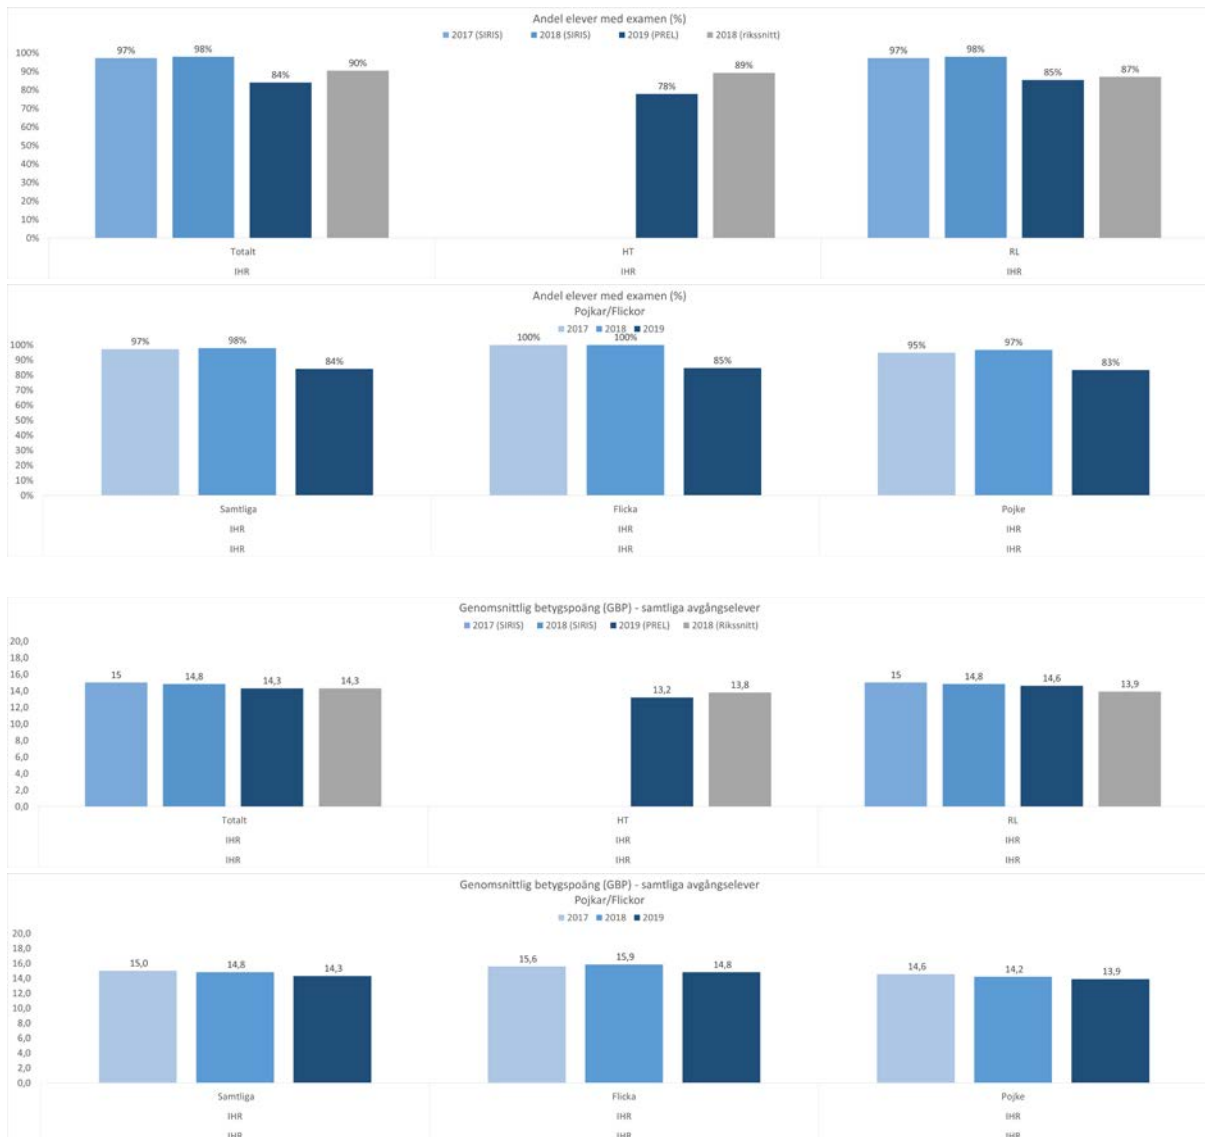 Andel elever med examen (%)
2017 (SIRIS) 2018 (SIRIS) 2019 (PREL) 2018 (rikssnitt)
100%
90%
80%
70%
60%
50%
40%
30%
20%
10%
0%
97% 98% 84% 90% 78% 89% 97% 98% 85% 87%
Totalt HT RL
IHR IHR IHR
Andel elever med examen (%)
Pojkar/Flickor
2017 2018 2019
100%
90%
80%
70%
60%
50%
40%
30%
20%
10%
0%
97% 98% 84% 100% 100% 85% 95% 97% 83%
Samtliga Flicka Pojke
IHR IHR IHR
IHR IHR IHR
Genomsnittlig betygspoäng (GBP) - samtliga avgångselever
2017 (SIRIS) 2018 (SIRIS) 2019 (PREL) 2018 (Rikssnitt)
20,0
18,0
16,0
14,0
12,0
10,0
8,0
6,0
4,0
2,0
0,0
15 14,8 14,3 14,3 13,2 13,8 15 14,8 14,6 13,9
Totalt HT RL
IHR IHR IHR
IHR IHR IHR
Genomsnittlig betygspoäng (GBP) - samtliga avgångselever
Pojkar/Flickor
2017 2018 2019
20,0
18,0
16,0
14,0
12,0
10,0
8,0
6,0
4,0
2,0
0,0
15,0 14,8 14,3 15,6 15,9 14,8 14,6 14,2 13,9
Samtliga Flicka Pojke
IHR IHR IHR
IHR IHR IHR